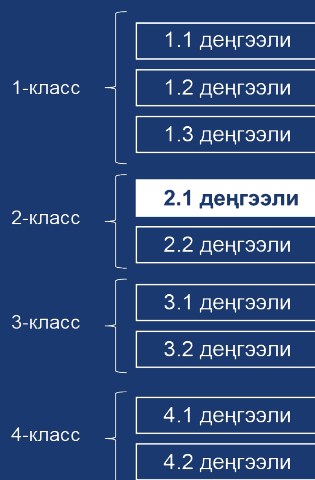 1-класс
1.1 деңгээли
1.2 деңгээли
1.3 деңгээли
2-класс
2.1 деңгээли
2.2 деңгээли
3-класс
3.1 деңгээли
3.2 деңгээли
4-класс
4.1 деңгээли
4.2 деңгээли